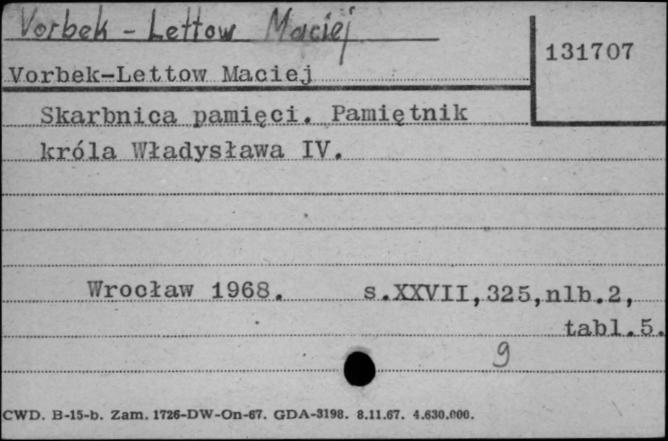 Vorbek - Lettow Maciej
131707
Vorbek-Lettow Maciej
Skarbnica pamięci. Pamiętnik
króla Władysława IV.
Wrocław 1968. s.XXVII,325,nlb.2,
tabl.5.
9
CWD. B-15-b. Zam. 1726-DW-On-67. GDA-3198. 8.11.67. 4.630.000.